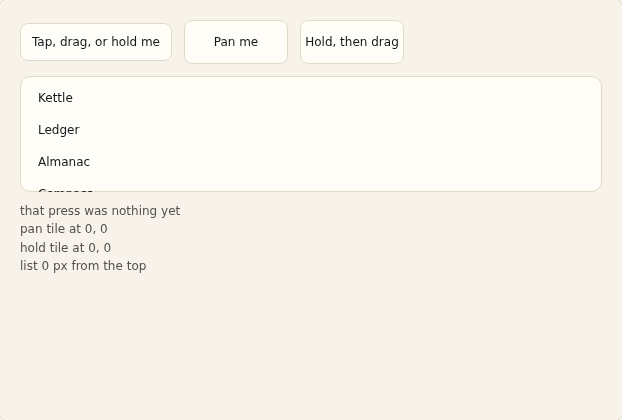 Tap, drag, or hold me
Pan me
Hold, then drag
Kettle
Ledger
Almanac
that press was nothing yet
pan tile at 0, 0
hold tile at 0, 0
list 0 px from the top